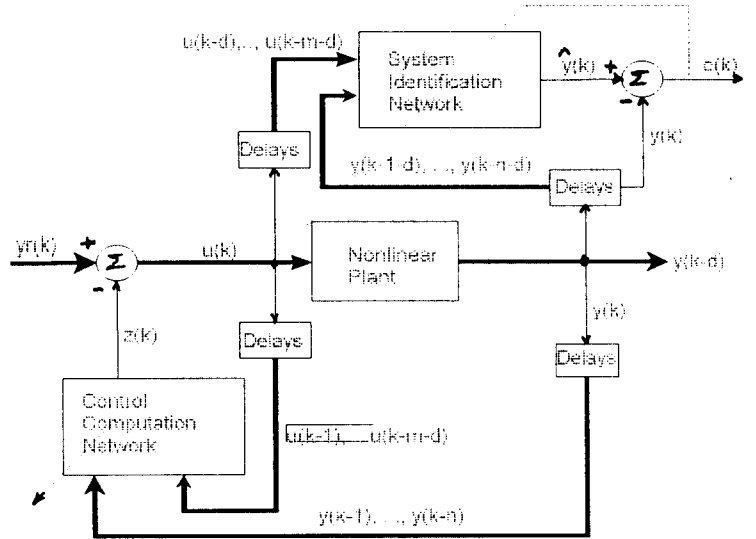 u(k-d),.., u(k-m-d)
System
Identification
Network
ŷ(k)
+
Σ
-
e(k)
y(k)
Delays
y(k-1-d), .., y(k-n-d)
Delays
yr(k)
+
Σ
-
u(k)
Nonlinear
Plant
y(k-d)
z(k)
Delays
y(k)
Delays
Control
Computation
Network
u(k-1), u(k-m-d)
y(k-1), . . ., y(k-n)